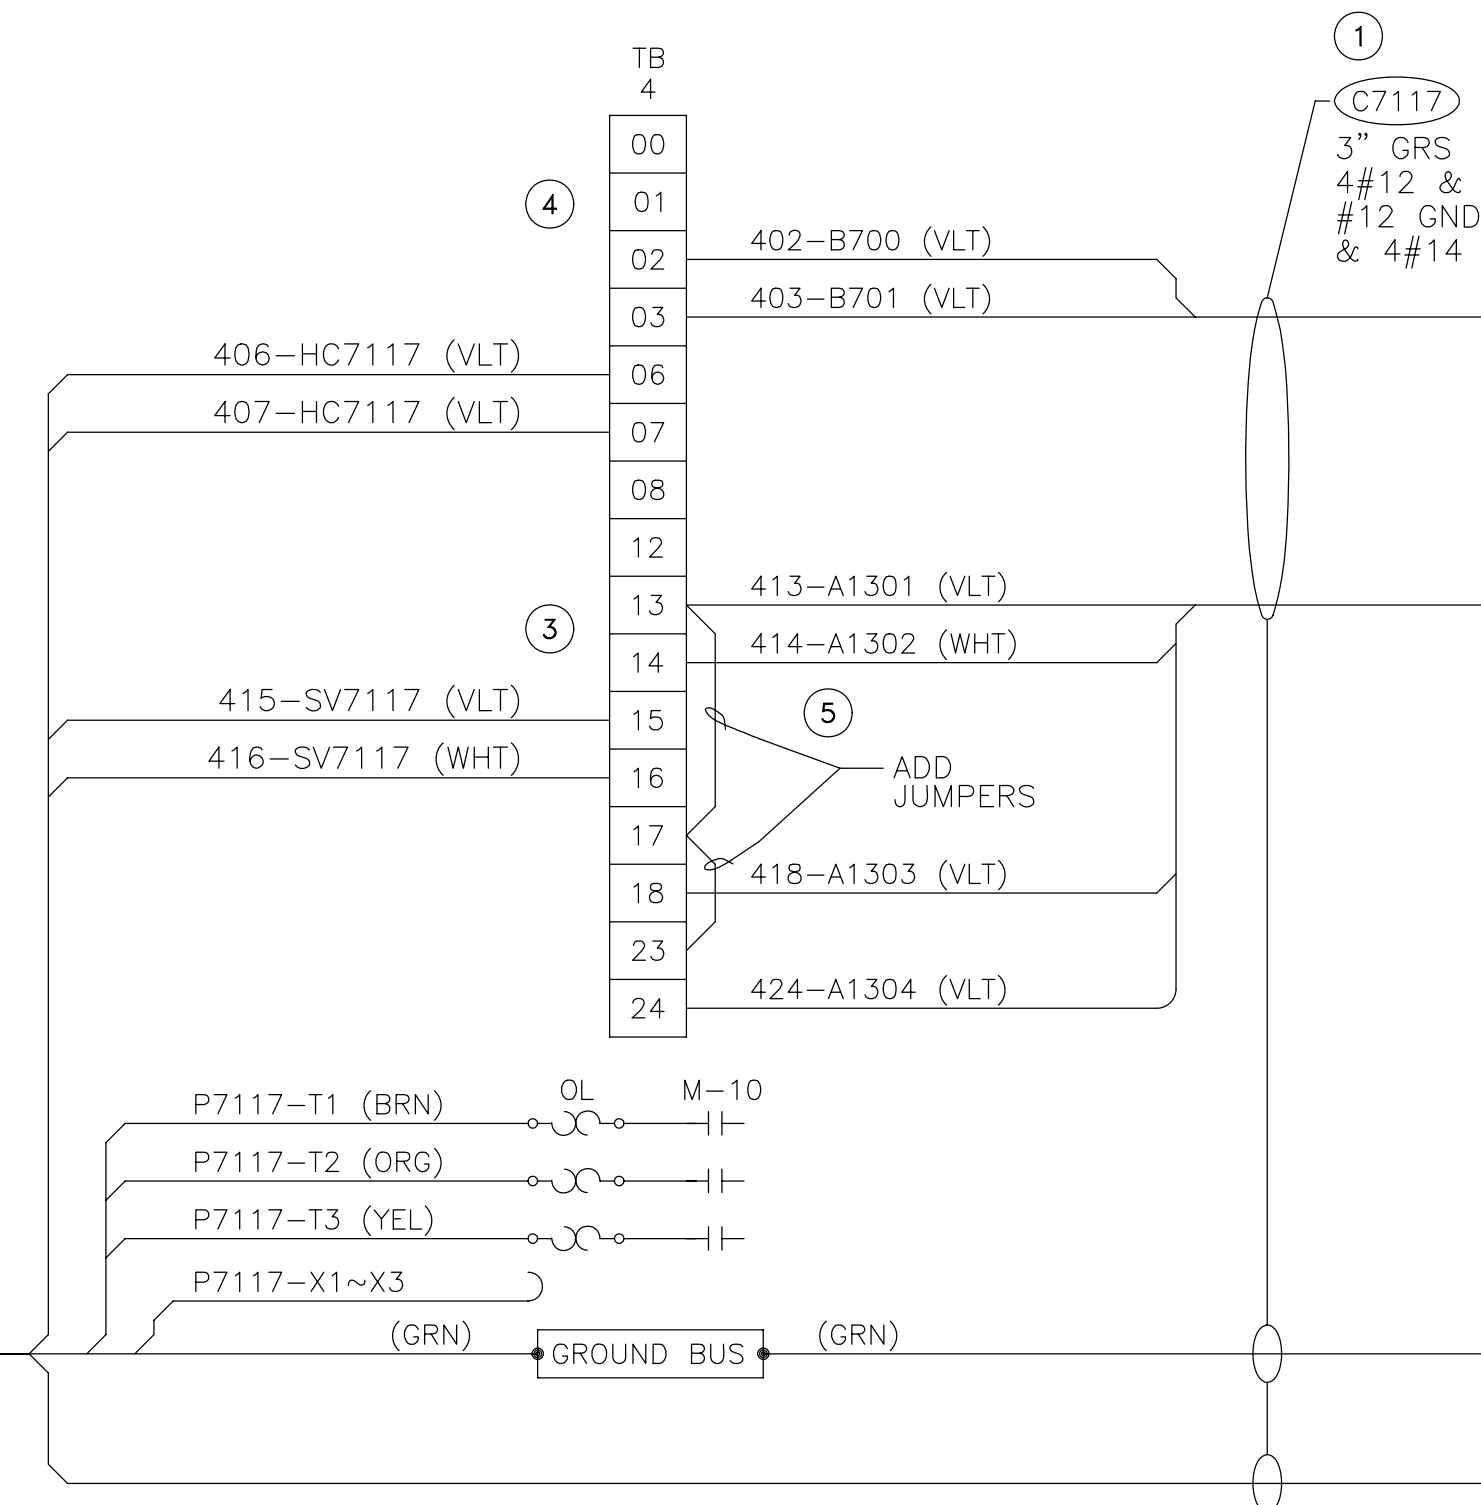 1
TB
4
C7117
3” GRS
4#12 &
#12 GND
& 4#14
00
4
01
402-B700 (VLT)
02
403-B701 (VLT)
03
406-HC7117 (VLT)
06
407-HC7117 (VLT)
07
08
12
413-A1301 (VLT)
13
3
414-A1302 (WHT)
14
415-SV7117 (VLT)
15
5
416-SV7117 (WHT)
16
ADD
JUMPERS
17
418-A1303 (VLT)
18
23
424-A1304 (VLT)
24
P7117-T1 (BRN)
OL
M-10
P7117-T2 (ORG)
P7117-T3 (YEL)
P7117-X1~X3
(GRN)
GROUND BUS
(GRN)